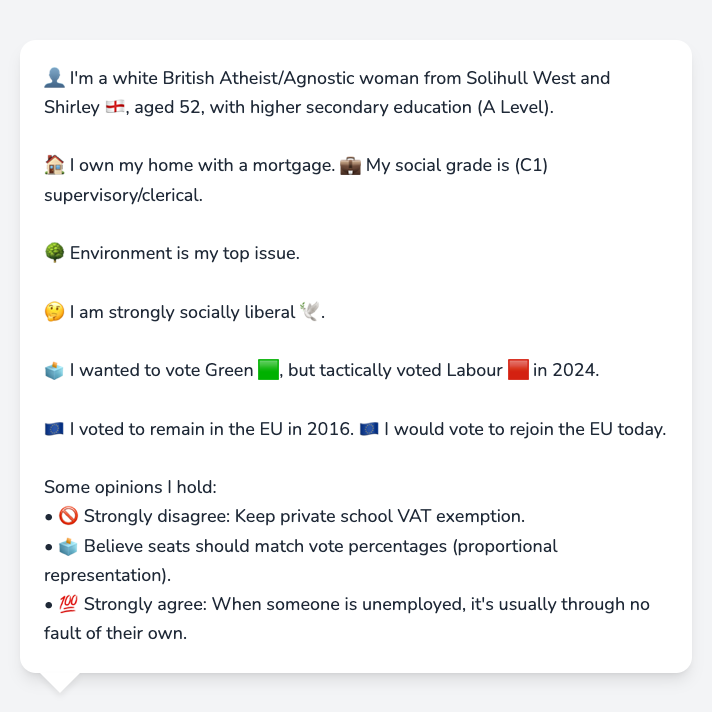 👤 I'm a white British Atheist/Agnostic woman from Solihull West and
Shirley 🏴󠁧󠁢󠁥󠁮󠁧󠁿, aged 52, with higher secondary education (A Level).
🏠 I own my home with a mortgage. 💼 My social grade is (C1)
supervisory/clerical.
🌳 Environment is my top issue.
🤔 I am strongly socially liberal 🕊️.
🗳️ I wanted to vote Green 🟩, but tactically voted Labour 🟥 in 2024.
🇪🇺 I voted to remain in the EU in 2016. 🇪🇺 I would vote to rejoin the EU today.
Some opinions I hold:
• 🚫 Strongly disagree: Keep private school VAT exemption.
• 🗳️ Believe seats should match vote percentages (proportional
representation).
• 💯 Strongly agree: When someone is unemployed, it's usually through no
fault of their own.